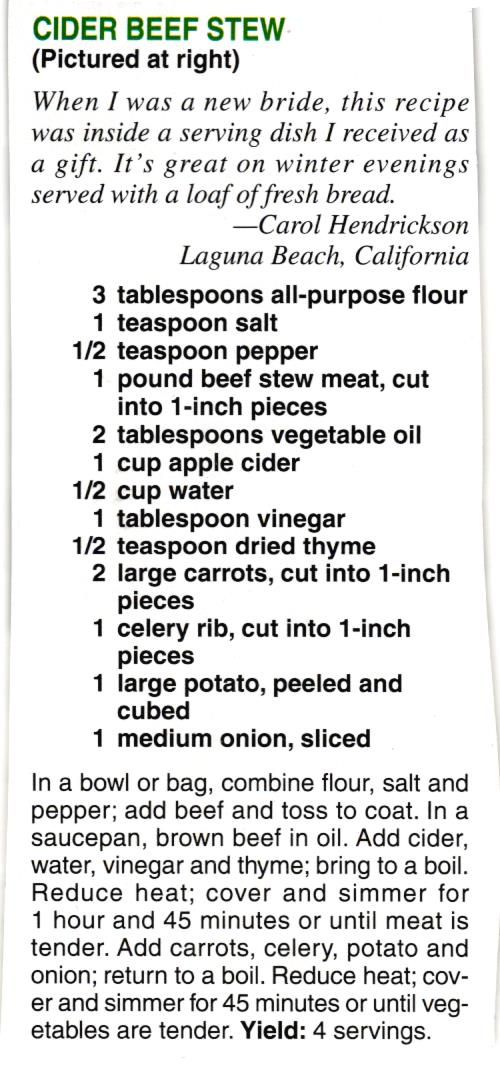 CIDER BEEF STEW
(Pictured at right)
When I was a new bride, this recipe
was inside a serving dish I received as
a gift. It's great on winter evenings
served with a loaf of fresh bread.
—Carol Hendrickson
Laguna Beach, California
3 tablespoons all-purpose flour
1 teaspoon salt
1/2 teaspoon pepper
1 pound beef stew meat, cut
into 1-inch pieces
2 tablespoons vegetable oil
1 cup apple cider
1/2 cup water
1 tablespoon vinegar
1/2 teaspoon dried thyme
2 large carrots, cut into 1-inch
pieces
1 celery rib, cut into 1-inch
pieces
1 large potato, peeled and
cubed
1 medium onion, sliced
In a bowl or bag, combine flour, salt and
pepper; add beef and toss to coat. In a
saucepan, brown beef in oil. Add cider,
water, vinegar and thyme; bring to a boil.
Reduce heat; cover and simmer for
1 hour and 45 minutes or until meat is
tender. Add carrots, celery, potato and
onion; return to a boil. Reduce heat; cov-
er and simmer for 45 minutes or until veg-
etables are tender. Yield: 4 servings.